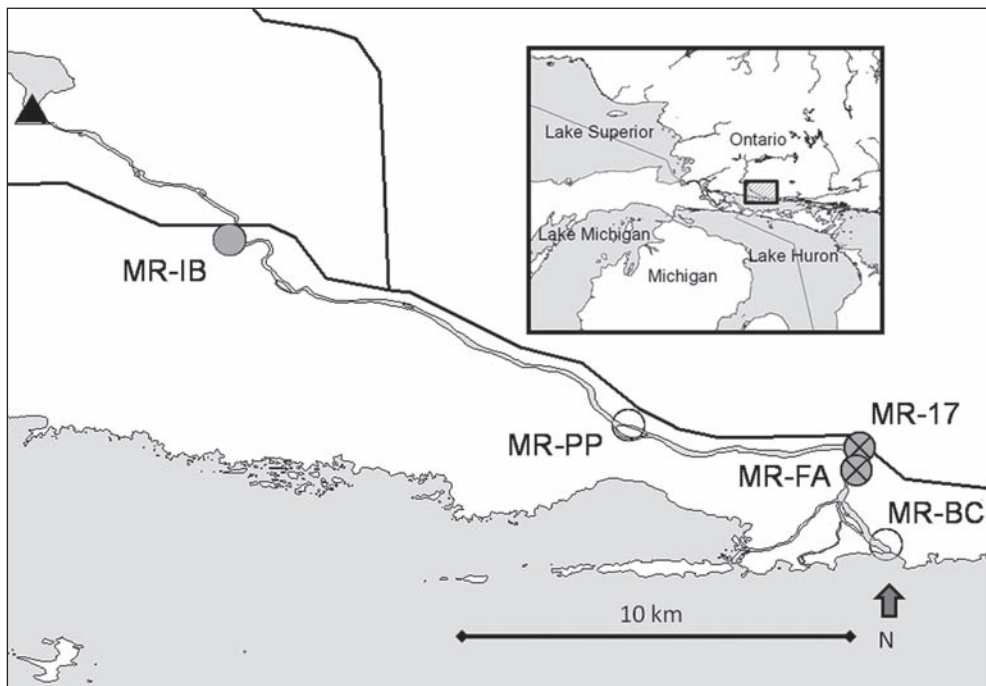 Lake Superior
Ontario
Lake Michigan
Lake Huron
Michigan
MR-IB
MR-PP
MR-17
MR-FA
MR-BC
10 km
N